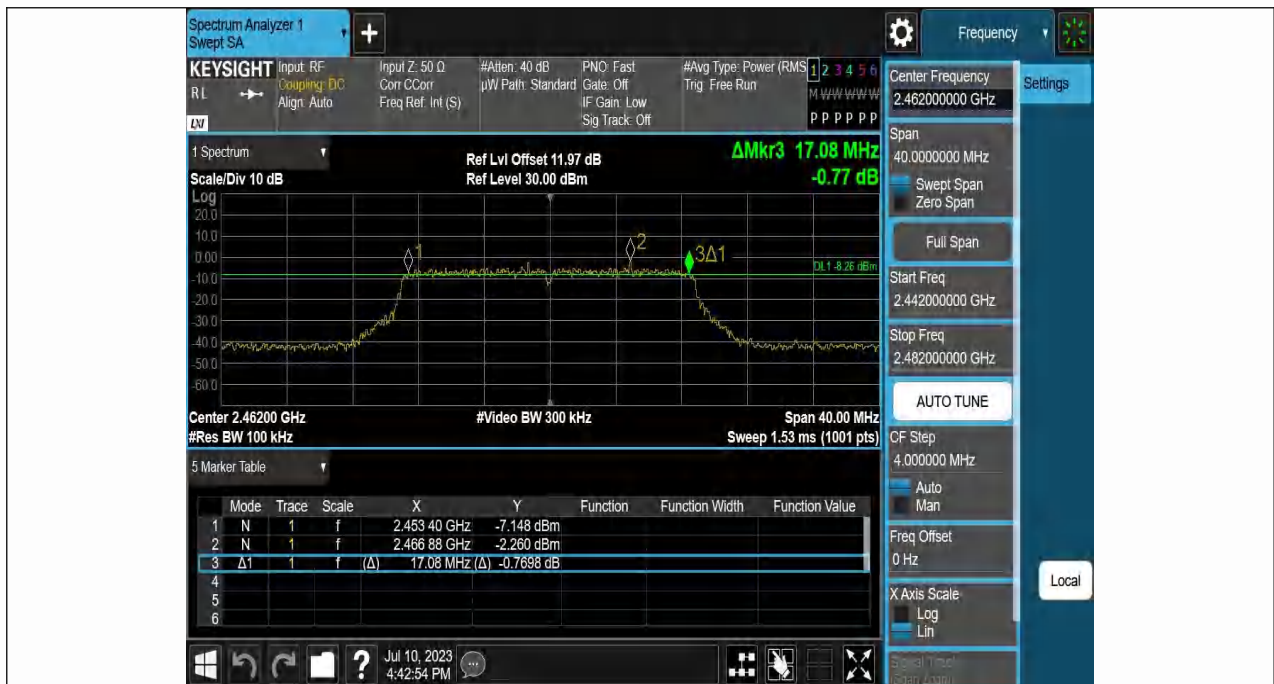 Spectrum Analyzer 1
Swept SA
+
Frequency
KEYSIGHT
RL
LXI
Input: RF
Coupling: DC
Align: Auto
Input Z: 50 Ω
Corr CCorr
Freq Ref: Int (S)
#Atten: 40 dB
µW Path: Standard
PNO: Fast
Gate: Off
IF Gain: Low
Sig Track: Off
#Avg Type: Power (RMS
Trig: Free Run
1 2 3 4 5 6
M W W W W W
P P P P P P
1 Spectrum
Scale/Div 10 dB
Ref Lvl Offset 11.97 dB
Ref Level 30.00 dBm
ΔMkr3 17.08 MHz
-0.77 dB
Log
20.0
10.0
0.00
-10.0
-20.0
-30.0
-40.0
-50.0
-60.0
1
2
3Δ1
DL1 -8.26 dBm
Center 2.46200 GHz
#Res BW 100 kHz
#Video BW 300 kHz
Span 40.00 MHz
Sweep 1.53 ms (1001 pts)
5 Marker Table
Mode Trace Scale X Y Function Function Width Function Value
1 N 1 f 2.453 40 GHz -7.148 dBm
2 N 1 f 2.466 88 GHz -2.260 dBm
3 Δ1 1 f (Δ) 17.08 MHz (Δ) -0.7698 dB
4
5
6
?
Jul 10, 2023
4:42:54 PM
Center Frequency
2.462000000 GHz
Span
40.0000000 MHz
Swept Span
Zero Span
Full Span
Start Freq
2.442000000 GHz
Stop Freq
2.482000000 GHz
AUTO TUNE
CF Step
4.000000 MHz
Auto
Man
Freq Offset
0 Hz
X Axis Scale
Log
Lin
Signal Track
(Span Zoom)
Settings
Local